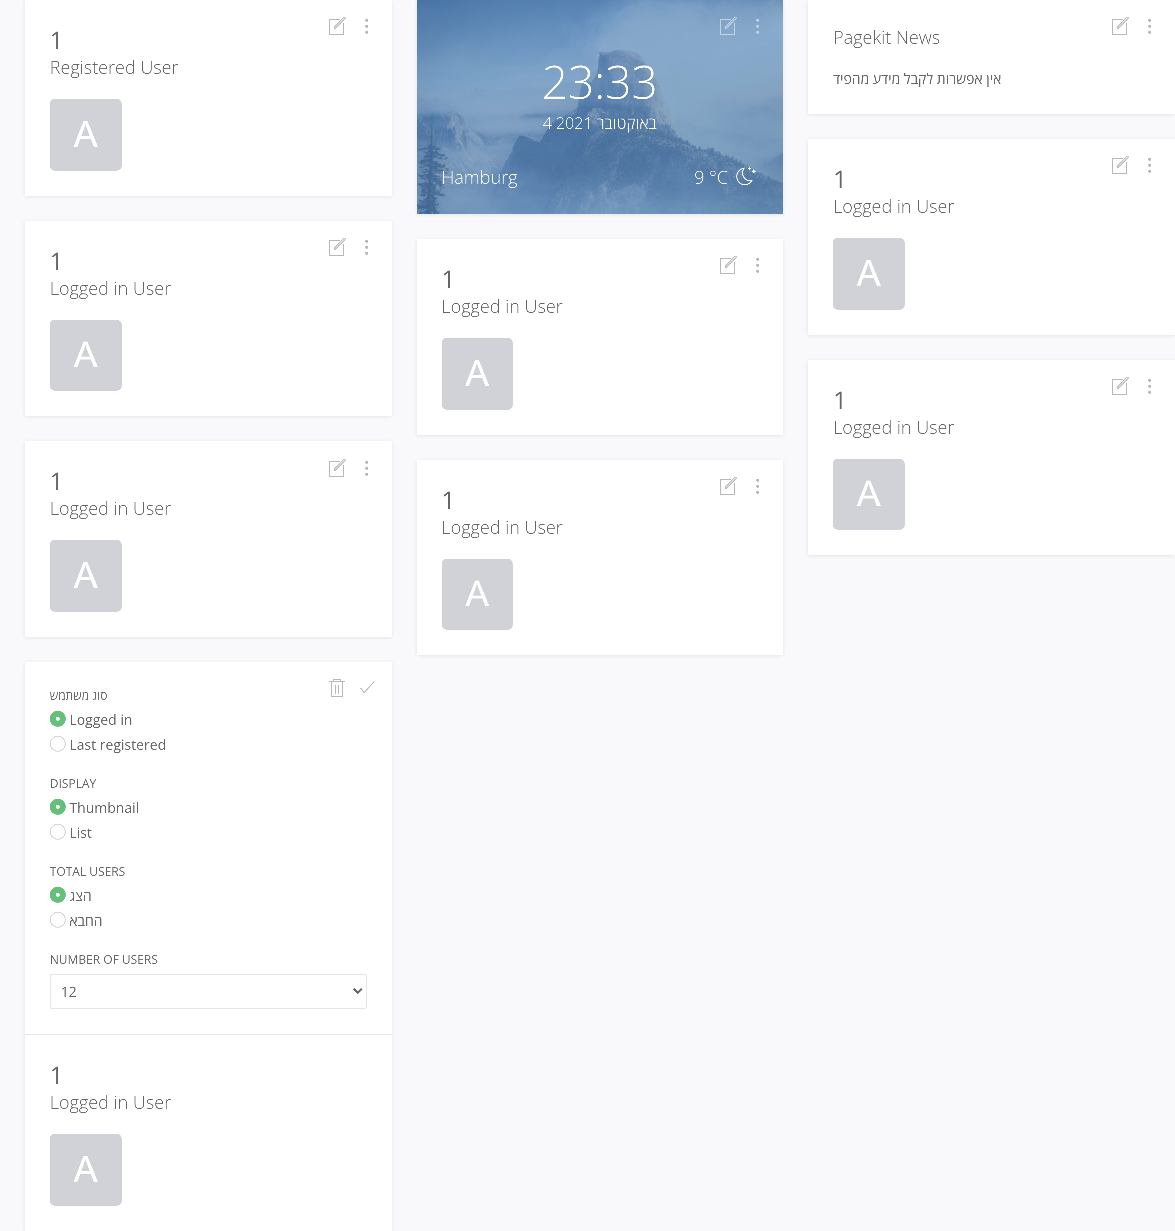 1
Registered User
A
1
Logged in User
A
1
Logged in User
A
סוג משתמש
Logged in
Last registered
DISPLAY
Thumbnail
List
TOTAL USERS
הצג
החבא
NUMBER OF USERS
12
1
Logged in User
A
23:33
4 באוקטובר 2021
Hamburg
9 °C
1
Logged in User
A
1
Logged in User
A
Pagekit News
אין אפשרות לקבל מידע מהפיד
1
Logged in User
A
1
Logged in User
A